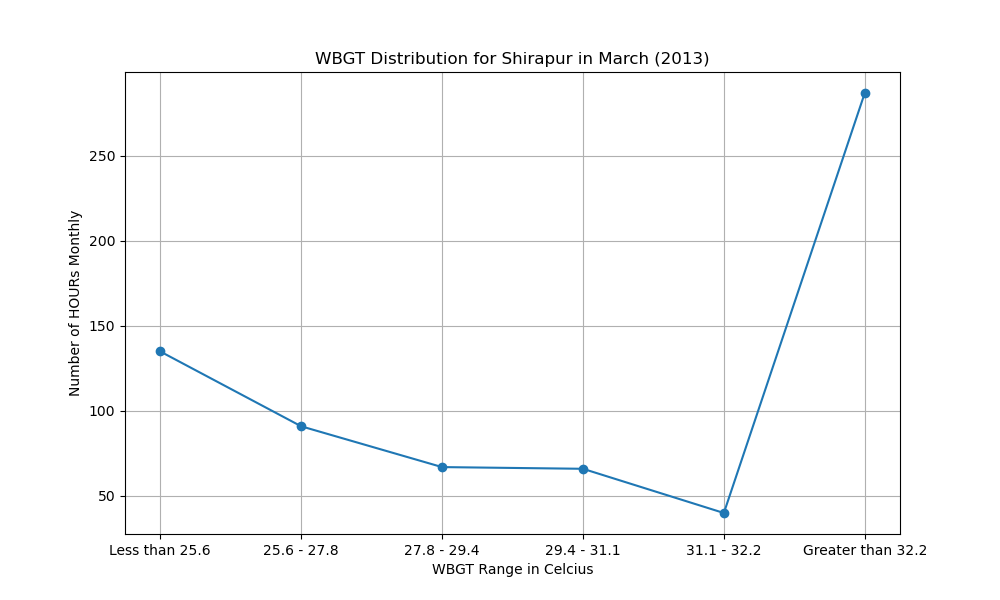 WBGT Distribution for Shirapur in March (2013)
Number of HOURs Monthly
250
200
150
100
50
Less than 25.6
25.6 - 27.8
27.8 - 29.4
29.4 - 31.1
31.1 - 32.2
Greater than 32.2
WBGT Range in Celcius